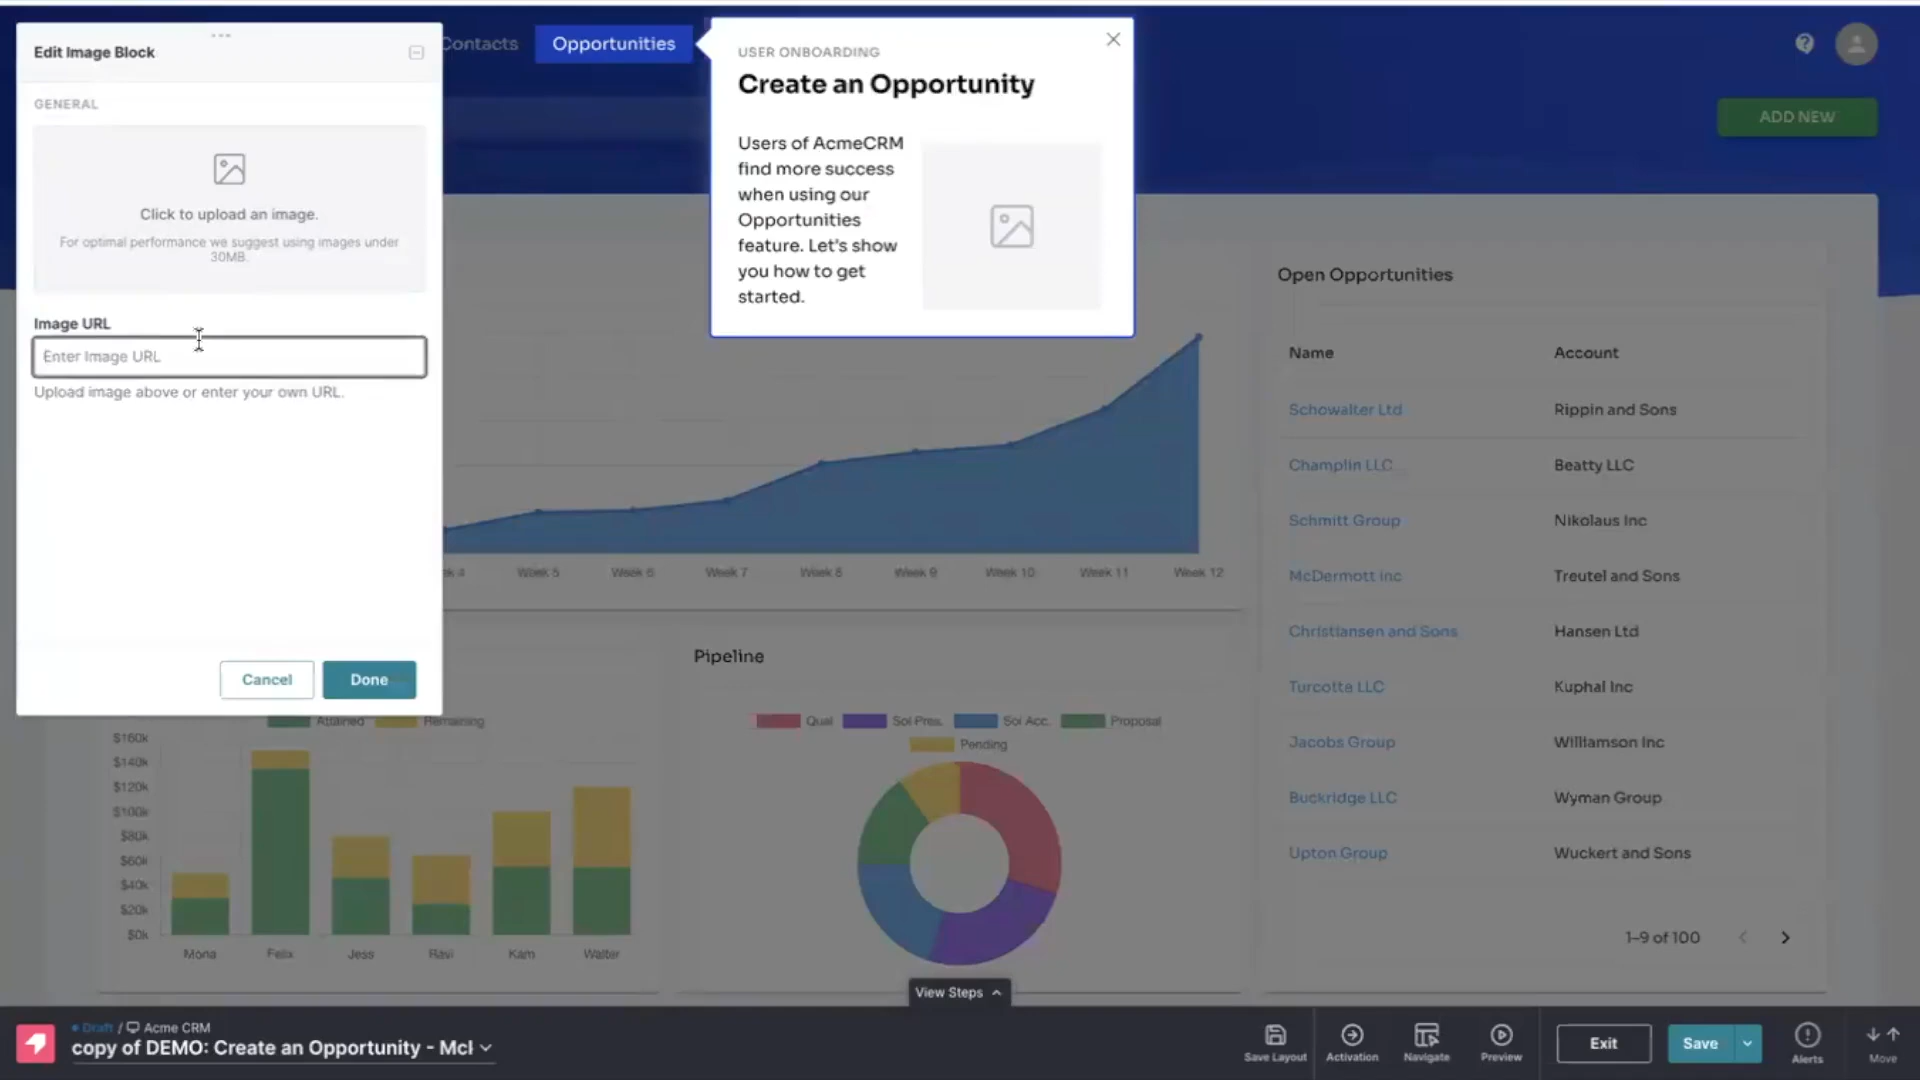 Edit Image Block
GENERAL
Click to upload an image.
For optimal performance we suggest using images under
30MB.
Image URL
Enter Image URL
Upload image above or enter your own URL.
Cancel
Done
Contacts
Opportunities
USER ONBOARDING
Create an Opportunity
Users of AcmeCRM
find more success
when using our
Opportunities
feature. Let's show
you how to get
started.
ADD NEW
Week 5
Week 6
Week 7
Week 8
Week 9
Week 10
Week 11
Week 12
Open Opportunities
Name Account
Schowalter Ltd Rippin and Sons
Champlin LLC Beatty LLC
Schmitt Group Nikolaus Inc
McDermott Inc Treutel and Sons
Christiansen and Sons Hansen Ltd
Turcotte LLC Kuphal Inc
Jacobs Group Williamson Inc
Buckridge LLC Wyman Group
Upton Group Wuckert and Sons
1-9 of 100
Attained Remaining
$160k
$140k
$120k
$100k
$80k
$60k
$40k
$20k
$0k
Mona Felix Jess Ravi Kam Walter
Pipeline
Qual Sol Pres. Sol Acc. Proposal
Pending
View Steps
Draft / Acme CRM
copy of DEMO: Create an Opportunity - Mcl
Save Layout
Activation
Navigate
Preview
Exit
Save
Alerts
Move